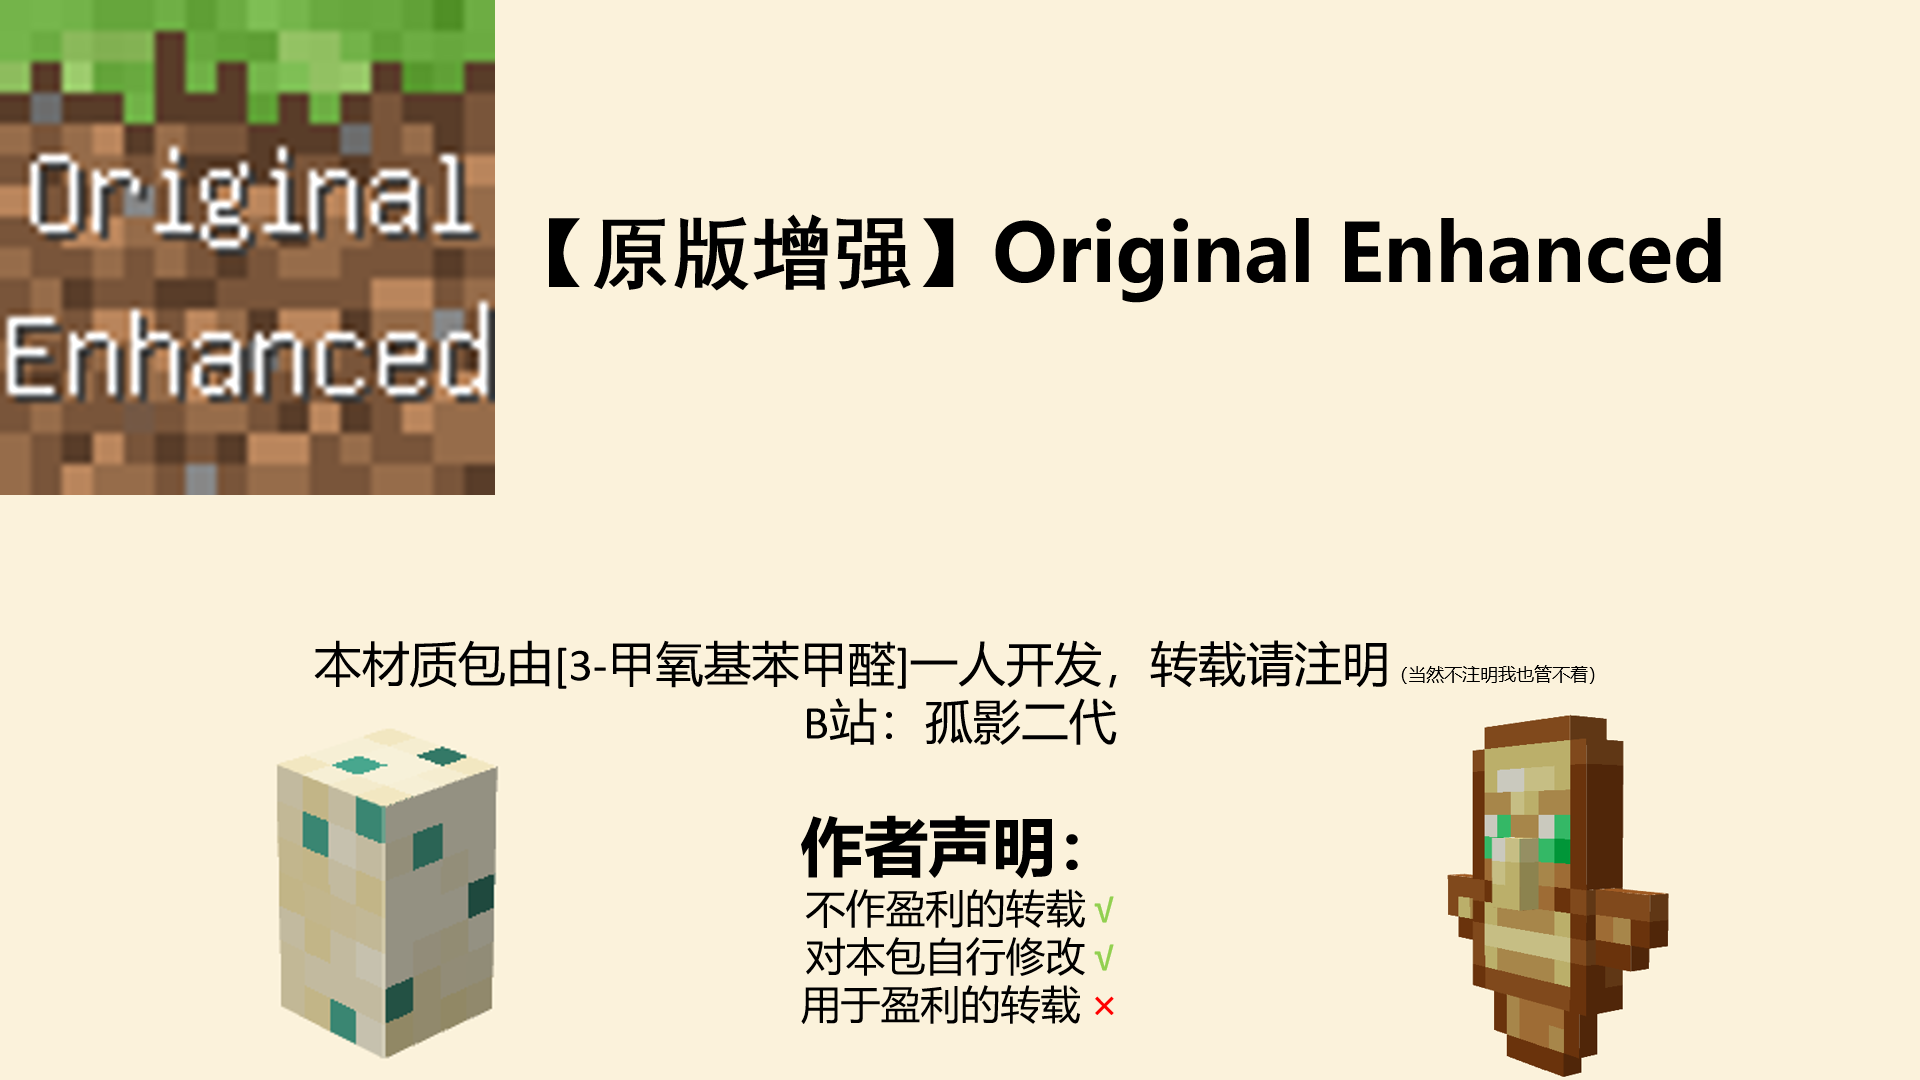 Original
Enhanced
【原版增强】Original Enhanced
本材质包由[3-甲氧基苯甲醛]一人开发，转载请注明（当然不注明我也管不着）
B站：孤影二代
作者声明：
不作盈利的转载 √
对本包自行修改 √
用于盈利的转载 ×